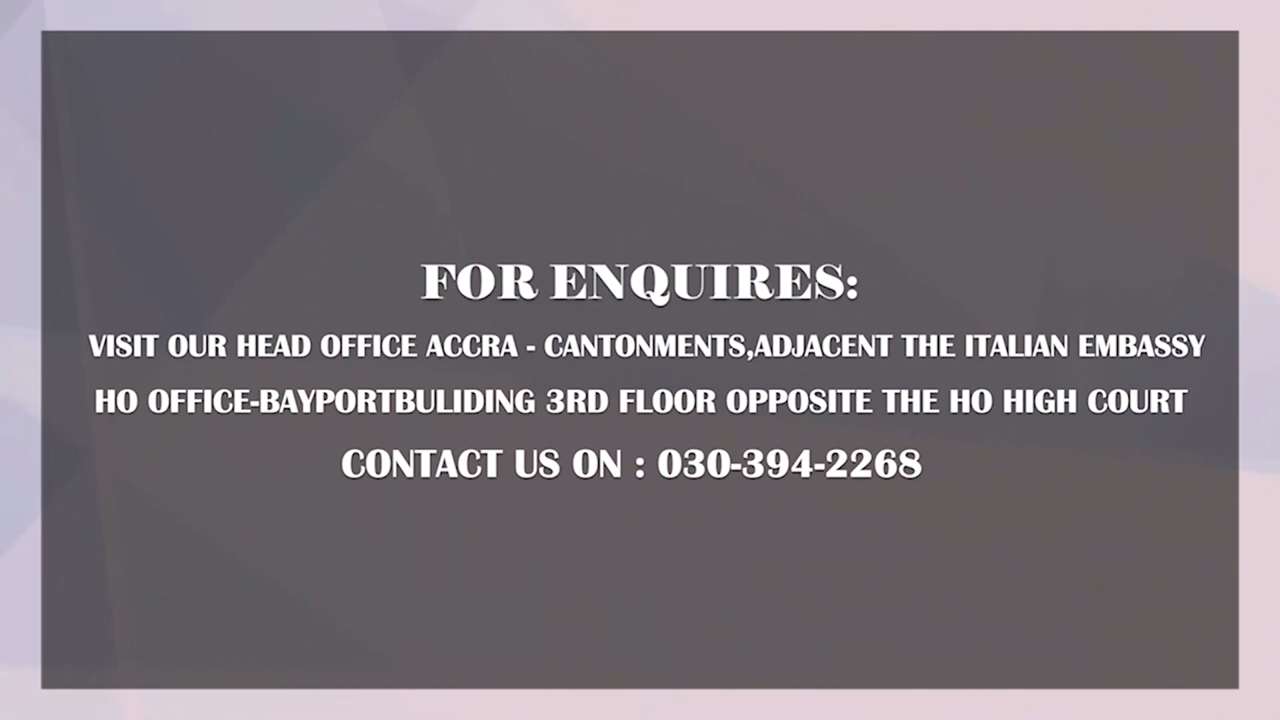 FOR ENQUIRES:
VISIT OUR HEAD OFFICE ACCRA - CANTONMENTS,ADJACENT THE ITALIAN EMBASSY
HO OFFICE-BAYPORTBULIDING 3RD FLOOR OPPOSITE THE HO HIGH COURT
CONTACT US ON : 030-394-2268